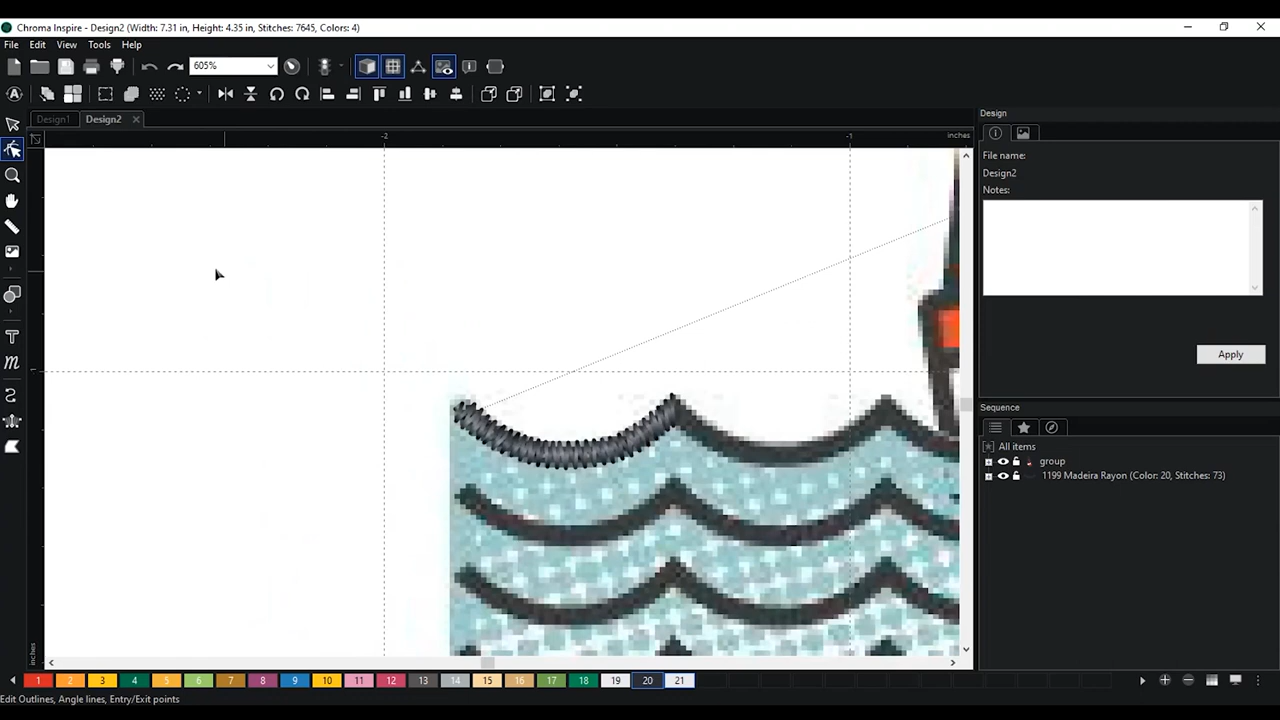 Chroma Inspire - Design2 (Width: 7.31 in, Height: 4.35 in, Stitches: 7645, Colors: 4)
File Edit View Tools Help
605%
Design1 Design2
-2 -1 inches
inches
Design
File name:
Design2
Notes:
Apply
Sequence
All items
group
1199 Madeira Rayon (Color: 20, Stitches: 73)
1 2 3 4 5 6 7 8 9 10 11 12 13 14 15 16 17 18 19 20 21
Edit Outlines, Angle lines, Entry/Exit points